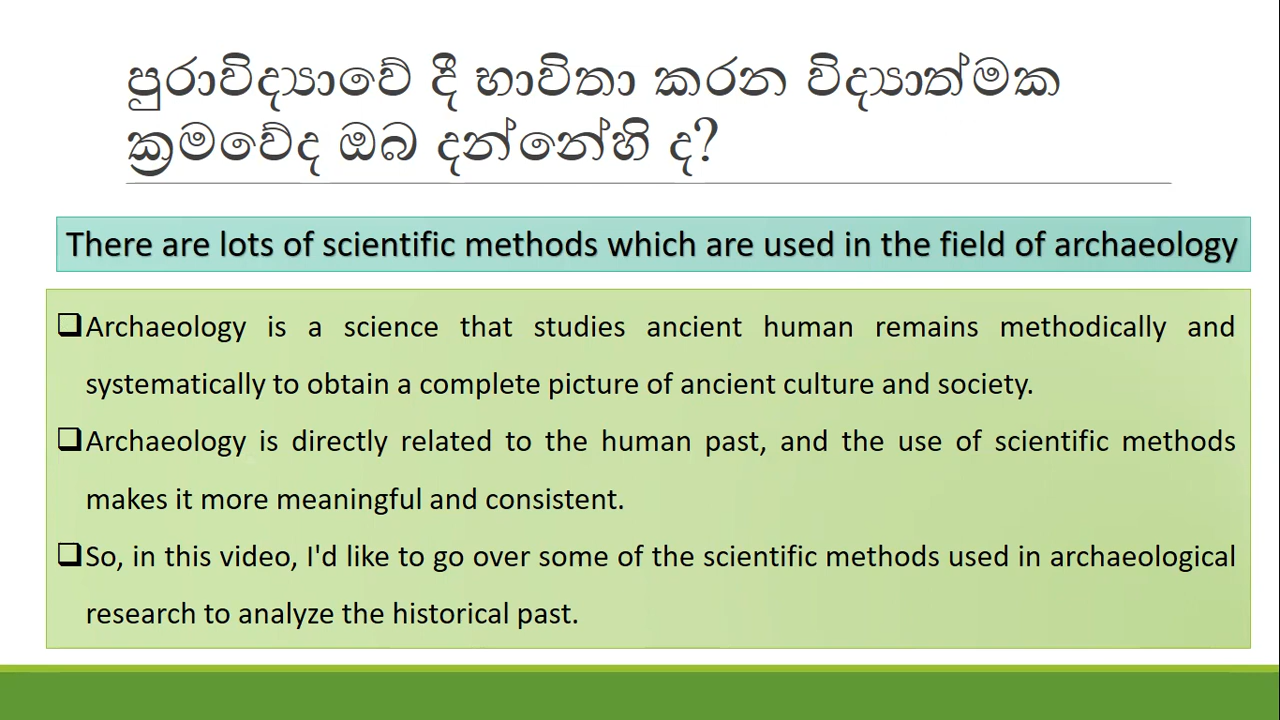 පුරාවිද්‍යාවේ දී භාවිතා කරන විද්‍යාත්මක
ක්‍රමවේද ඔබ දන්නේහි ද?
There are lots of scientific methods which are used in the field of archaeology
❑Archaeology is a science that studies ancient human remains methodically and
systematically to obtain a complete picture of ancient culture and society.
❑Archaeology is directly related to the human past, and the use of scientific methods
makes it more meaningful and consistent.
❑So, in this video, I'd like to go over some of the scientific methods used in archaeological
research to analyze the historical past.